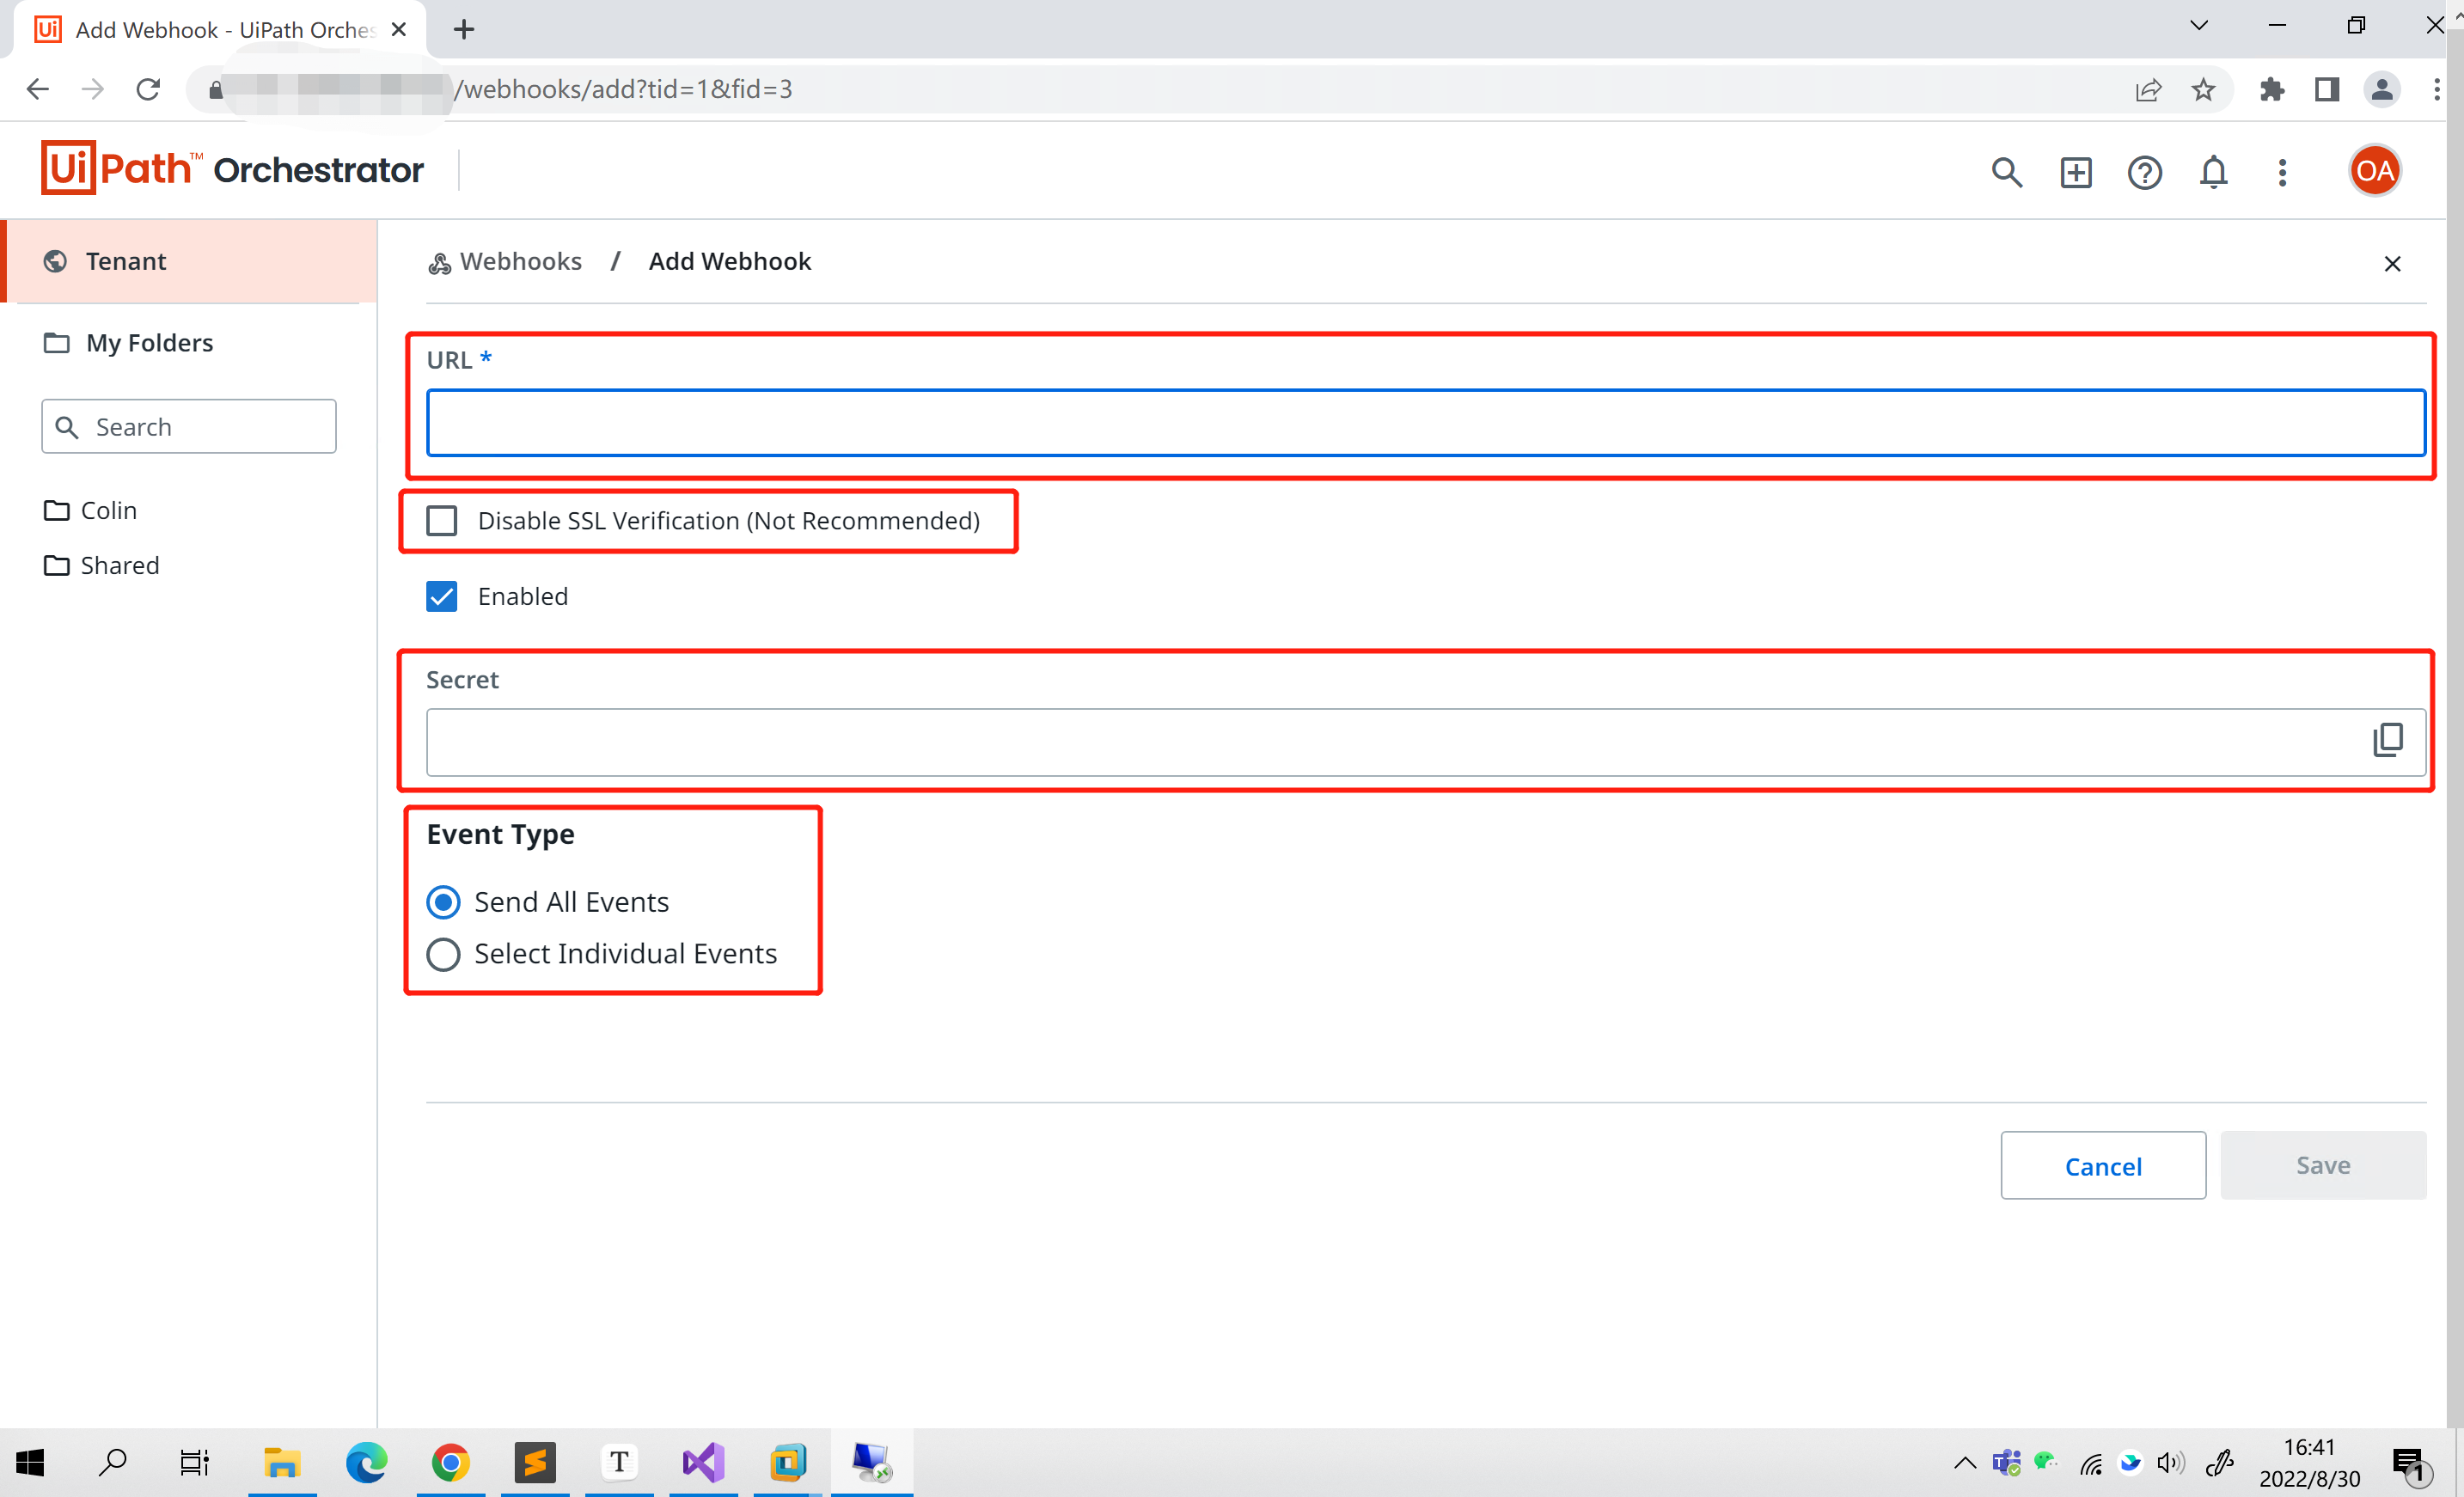 Add Webhook - UiPath Orches
/webhooks/add?tid=1&fid=3
UiPath™ Orchestrator
OA
Tenant
Webhooks / Add Webhook
My Folders
URL *
Search
Colin
Disable SSL Verification (Not Recommended)
Shared
Enabled
Secret
Event Type
Send All Events
Select Individual Events
Cancel
Save
16:41
2022/8/30
1